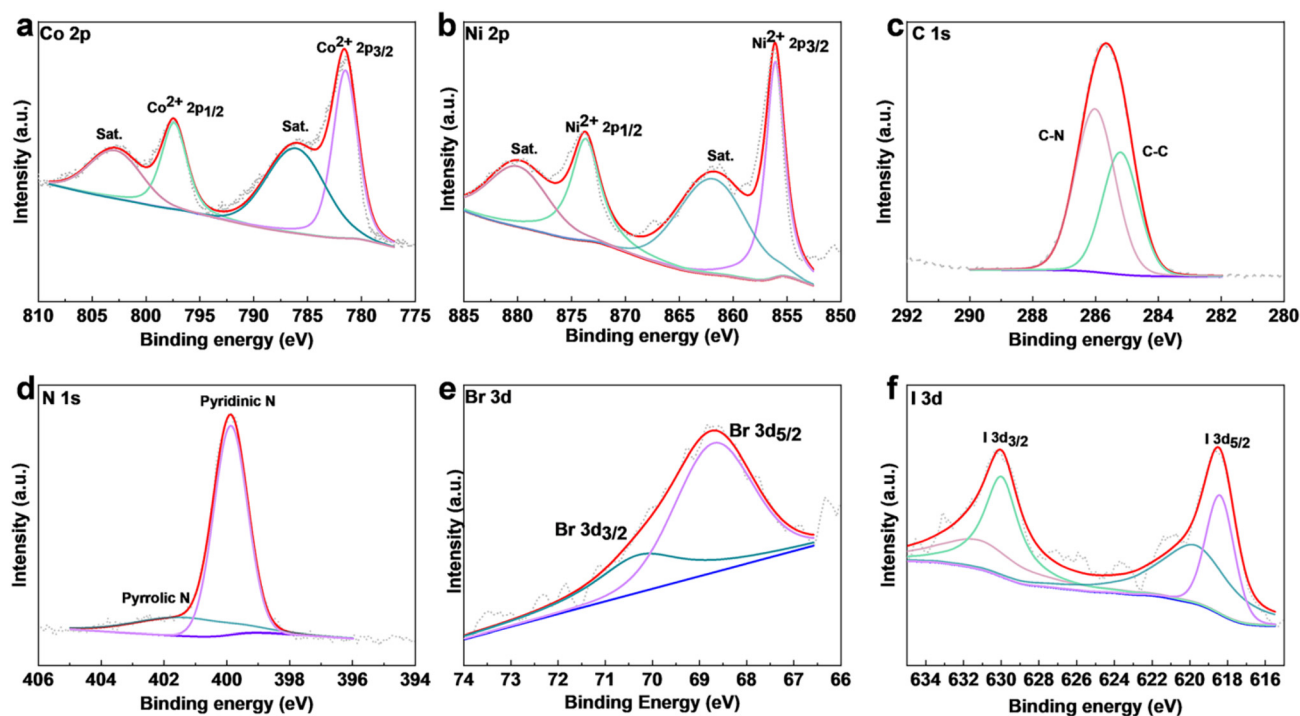 a
Co 2p
Co2+ 2p3/2
Co2+ 2p1/2
Sat.
Sat.
Intensity (a.u.)
810 805 800 795 790 785 780 775
Binding energy (eV)
b
Ni 2p
Ni2+ 2p3/2
Ni2+ 2p1/2
Sat.
Sat.
Intensity (a.u.)
885 880 875 870 865 860 855 850
Binding energy (eV)
c
C 1s
C-N
C-C
Intensity (a.u.)
292 290 288 286 284 282 280
Binding energy (eV)
d
N 1s
Pyridinic N
Pyrrolic N
Intensity (a.u.)
406 404 402 400 398 396 394
Binding energy (eV)
e
Br 3d
Br 3d5/2
Br 3d3/2
Intensity (a.u.)
74 73 72 71 70 69 68 67 66
Binding Energy (eV)
f
I 3d
I 3d3/2
I 3d5/2
Intensity (a.u.)
634 632 630 628 626 624 622 620 618 616
Binding energy (eV)